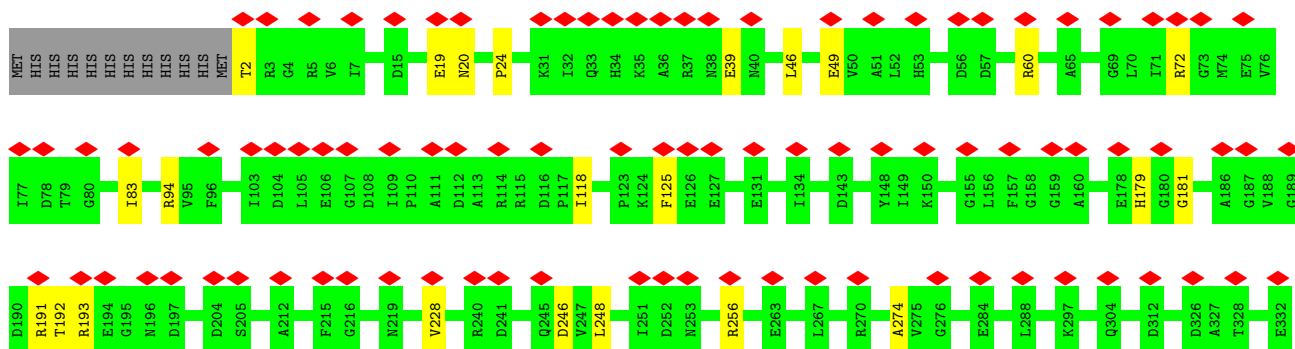 MET HIS HIS HIS HIS HIS HIS HIS HIS HIS HIS MET T2 R3 G4 R5 V6 I7 D15 E19 N20 P24 K31 I32 Q33 H34 K35 A36 R37 N38 E39 N40 L46 E49 V50 A51 L52 H53 D56 D57 R60 A65 G69 L70 I71 R72 G73 M74 E75 V76
I77 D78 T79 G80 I83 R94 V95 F96 I103 D104 L105 E106 G107 D108 I109 P110 A111 D112 A113 R114 R115 D116 P117 I118 P123 K124 F125 E126 E127 E131 I134 D143 Y148 I149 K150 G155 L156 F157 G158 G159 A160 E178 H179 G180 G181 A186 G187 V188 G189
D190 R191 T192 R193 E194 G195 N196 D197 D204 S205 A212 F215 G216 N219 V228 R240 D241 Q245 D246 V247 L248 I251 D252 N253 R256 E263 L267 R270 A274 V275 G276 E284 L288 K297 Q304 D312 D326 A327 T328 E332